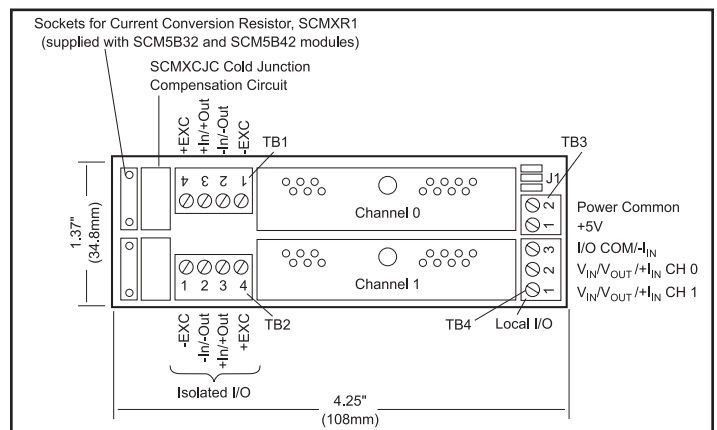 Sockets for Current Conversion Resistor, SCMXR1
(supplied with SCM5B32 and SCM5B42 modules)
SCMXCJC Cold Junction
Compensation Circuit
+EXC
+In/+Out
-In/-Out
-EXC
TB1
TB3
4 3 2 1
J1
Channel 0
2
1
Power Common
+5V
1.37"
(34.8mm)
3
2
1
I/O COM/-IIN
VIN/VOUT/+IIN CH 0
VIN/VOUT/+IIN CH 1
Channel 1
1 2 3 4
TB2
TB4
Local I/O
-EXC
-In/-Out
+In/+Out
+EXC
Isolated I/O
4.25"
(108mm)